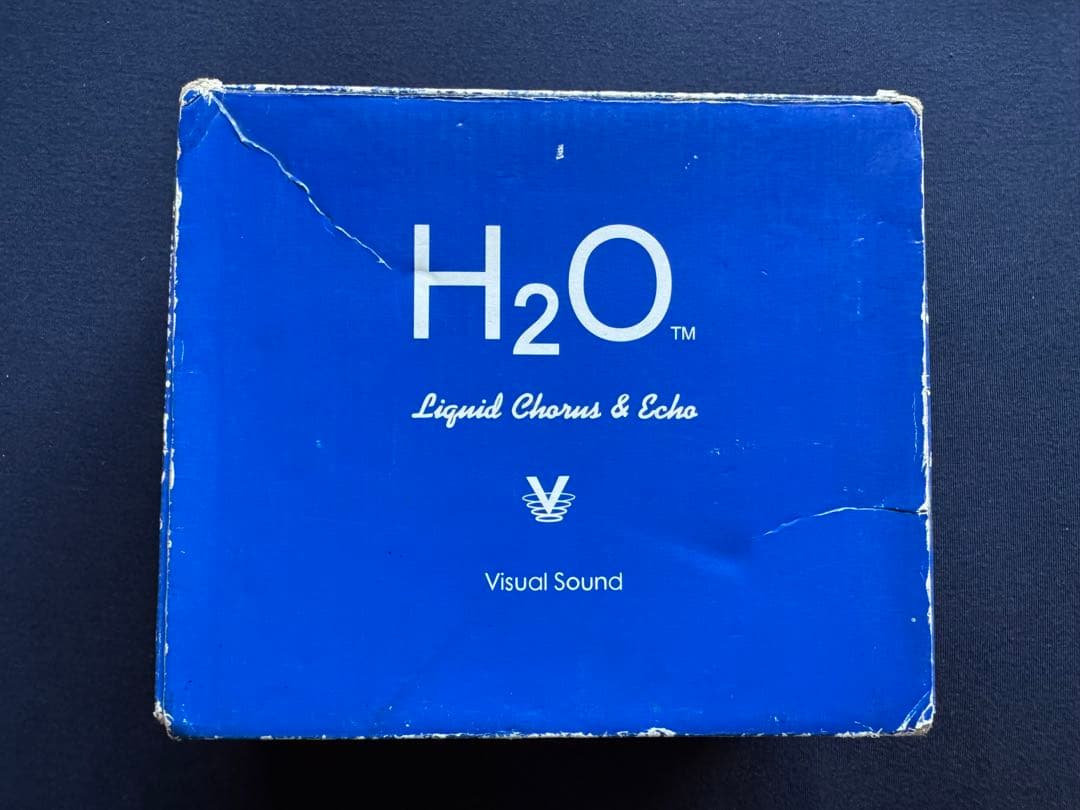 H2O™
Liquid Chorus & Echo
V
Visual Sound